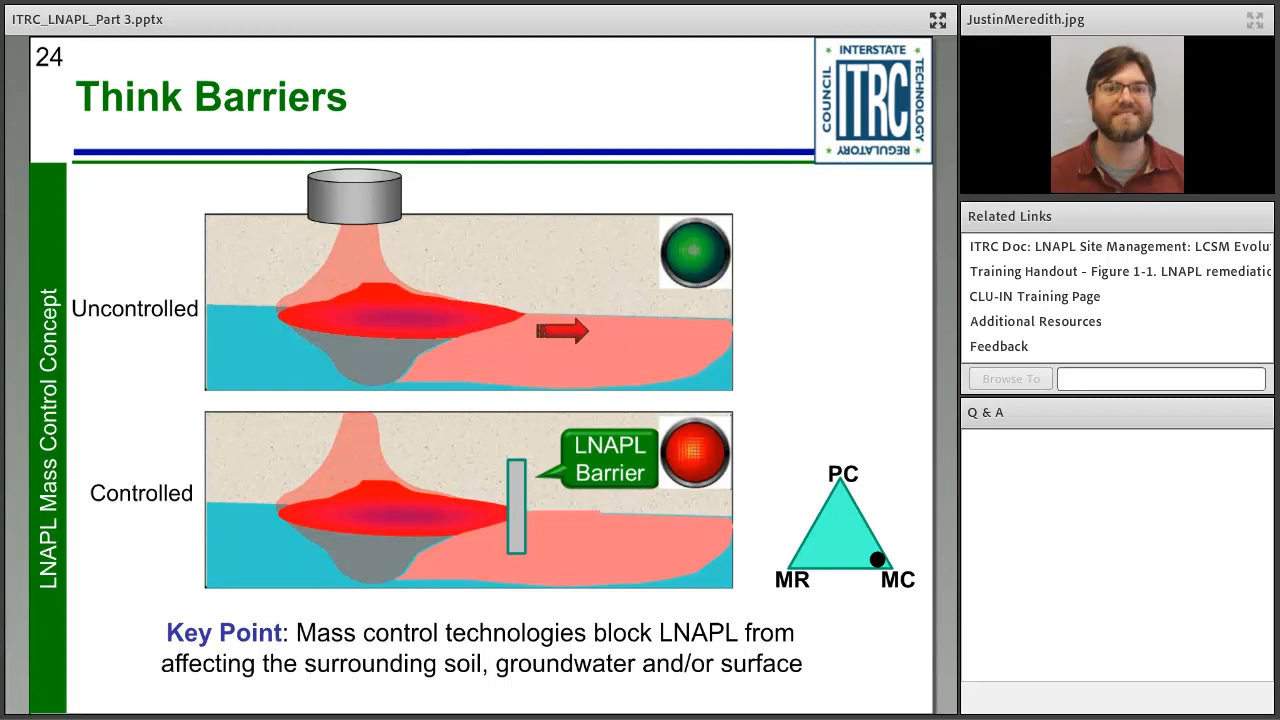 ITRC_LNAPL_Part 3.pptx
24
Think Barriers
INTERSTATE
COUNCIL
ITRC
TECHNOLOGY
REGULATORY
LNAPL Mass Control Concept
Uncontrolled
Controlled
LNAPL
Barrier
PC
MR
MC
Key Point: Mass control technologies block LNAPL from
affecting the surrounding soil, groundwater and/or surface
JustinMeredith.jpg
Related Links
ITRC Doc: LNAPL Site Management: LCSM Evolu
Training Handout - Figure 1-1. LNAPL remediatic
CLU-IN Training Page
Additional Resources
Feedback
Browse To
Q & A